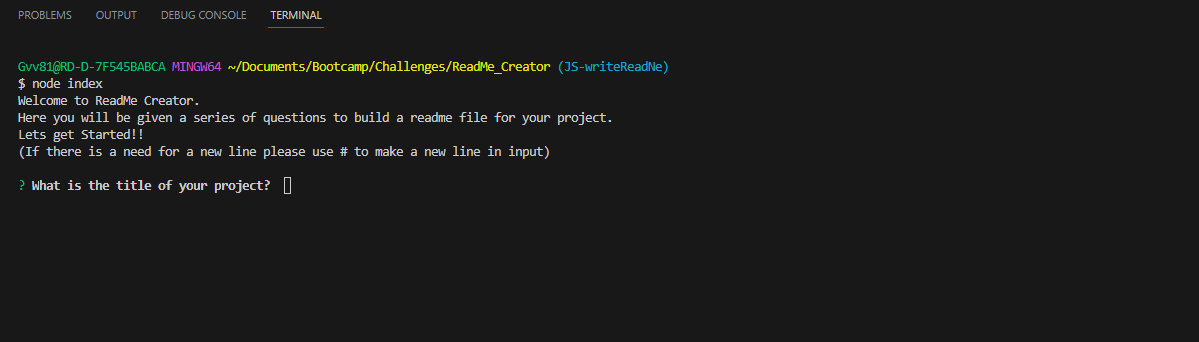 PROBLEMS OUTPUT DEBUG CONSOLE TERMINAL
Gvv81@RD-D-7F545BABCA MINGW64 ~/Documents/Bootcamp/Challenges/ReadMe_Creator (JS-writeReadNe)
$ node index
Welcome to ReadMe Creator.
Here you will be given a series of questions to build a readme file for your project.
Lets get Started!!
(If there is a need for a new line please use # to make a new line in input)
? What is the title of your project?